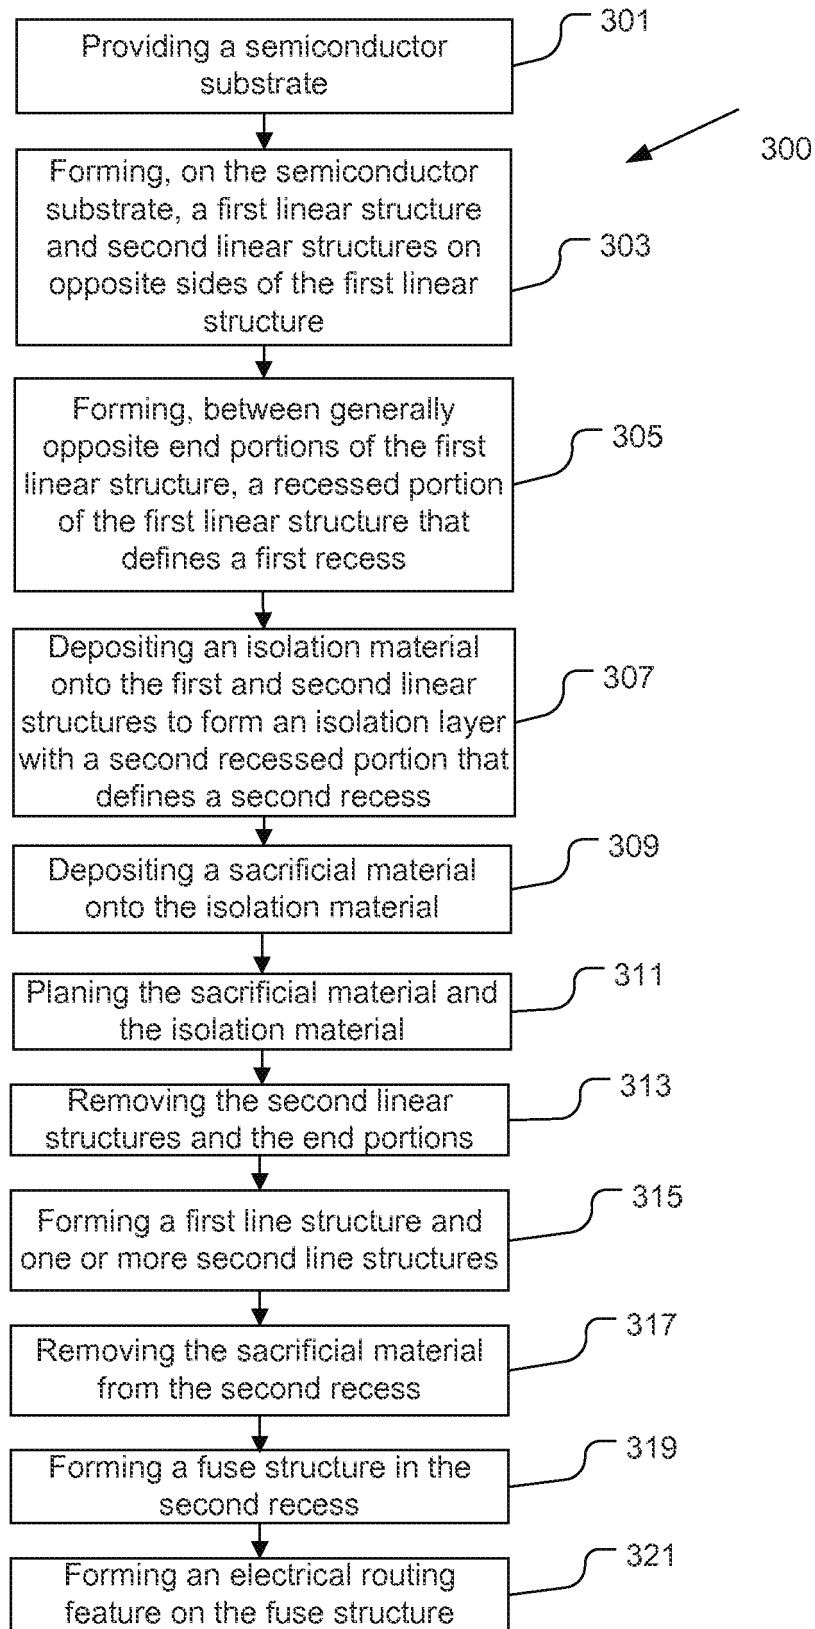 301
Providing a semiconductor
substrate
300
Forming, on the semiconductor
substrate, a first linear structure
and second linear structures on
opposite sides of the first linear
structure
303
Forming, between generally
opposite end portions of the first
linear structure, a recessed portion
of the first linear structure that
defines a first recess
305
Depositing an isolation material
onto the first and second linear
structures to form an isolation layer
with a second recessed portion that
defines a second recess
307
Depositing a sacrificial material
onto the isolation material
309
Planing the sacrificial material and
the isolation material
311
Removing the second linear
structures and the end portions
313
Forming a first line structure and
one or more second line structures
315
Removing the sacrificial material
from the second recess
317
Forming a fuse structure in the
second recess
319
Forming an electrical routing
feature on the fuse structure
321